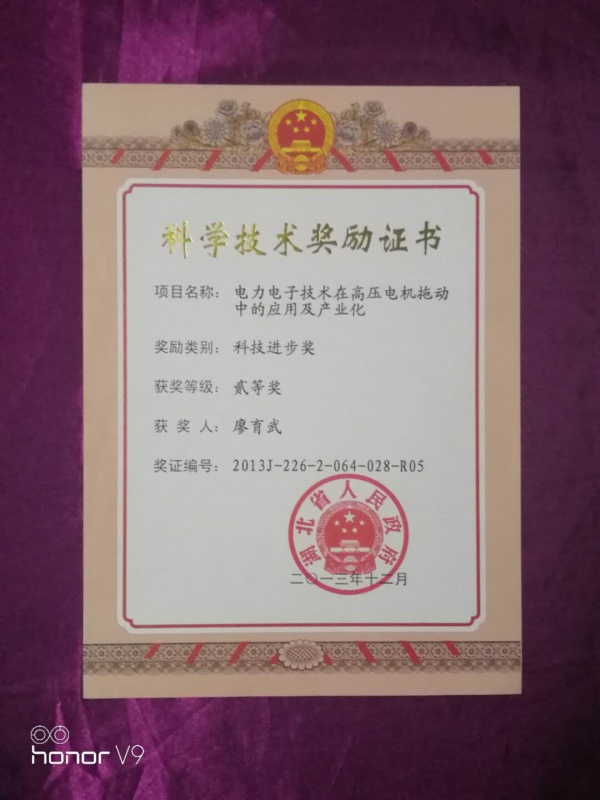 科学技术奖励证书
项目名称：电力电子技术在高压电机拖动
中的应用及产业化
奖励类别：科技进步奖
获奖等级：贰等奖
获 奖 人：廖育武
奖证编号：2013J-226-2-064-028-R05
湖北省人民政府
二〇一三年十二月
honor V9